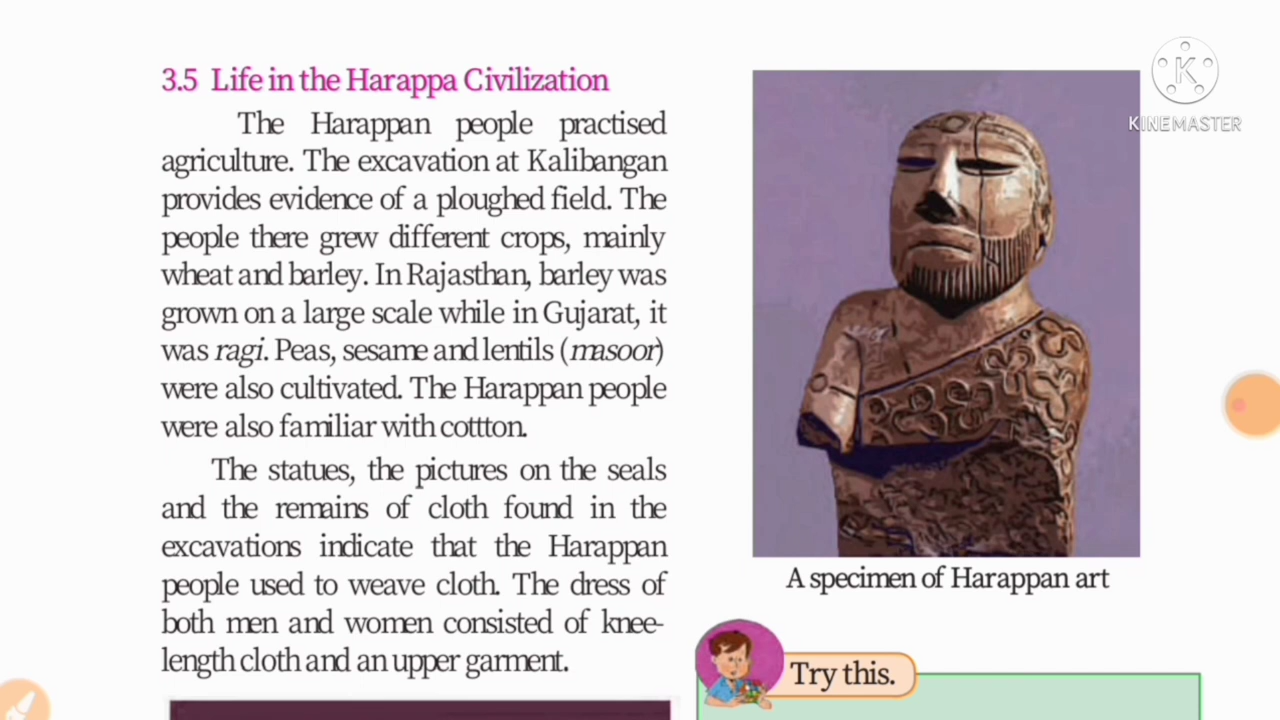 3.5 Life in the Harappa Civilization
The Harappan people practised
agriculture. The excavation at Kalibangan
provides evidence of a ploughed field. The
people there grew different crops, mainly
wheat and barley. In Rajasthan, barley was
grown on a large scale while in Gujarat, it
was ragi. Peas, sesame and lentils (masoor)
were also cultivated. The Harappan people
were also familiar with cottton.
The statues, the pictures on the seals
and the remains of cloth found in the
excavations indicate that the Harappan
people used to weave cloth. The dress of
both men and women consisted of knee-
length cloth and an upper garment.
A specimen of Harappan art
Try this.
K
KINEMASTER